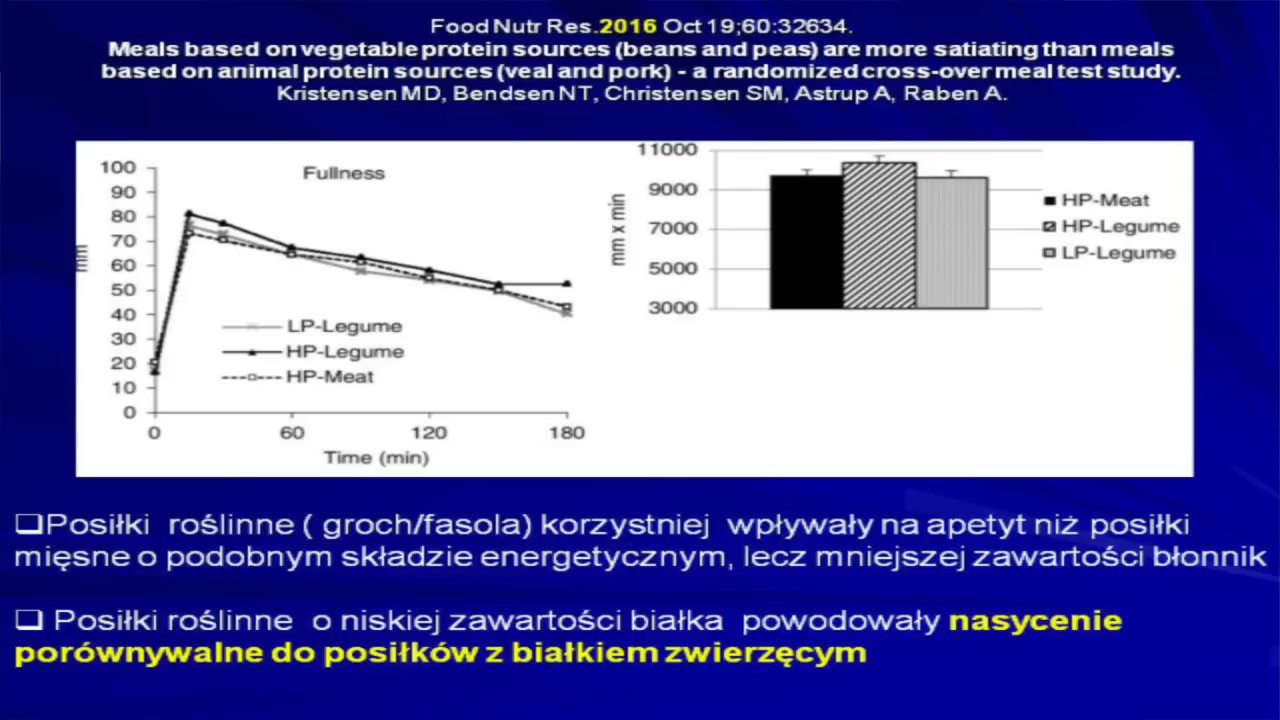 Food Nutr Res.2016 Oct 19;60:32634.
Meals based on vegetable protein sources (beans and peas) are more satiating than meals
based on animal protein sources (veal and pork) - a randomized cross-over meal test study.
Kristensen MD, Bendsen NT, Christensen SM, Astrup A, Raben A.
Fullness
100
90
80
70
60
50
40
30
20
10
0
mm
LP-Legume
HP-Legume
HP-Meat
0 60 120 180
Time (min)
11000
9000
7000
5000
3000
mm x min
HP-Meat
HP-Legume
LP-Legume
❑Posiłki roślinne ( groch/fasola) korzystniej wpływały na apetyt niż posiłki
mięsne o podobnym składzie energetycznym, lecz mniejszej zawartości błonnik
❑ Posiłki roślinne o niskiej zawartości białka powodowały nasycenie
porównywalne do posiłków z białkiem zwierzęcym